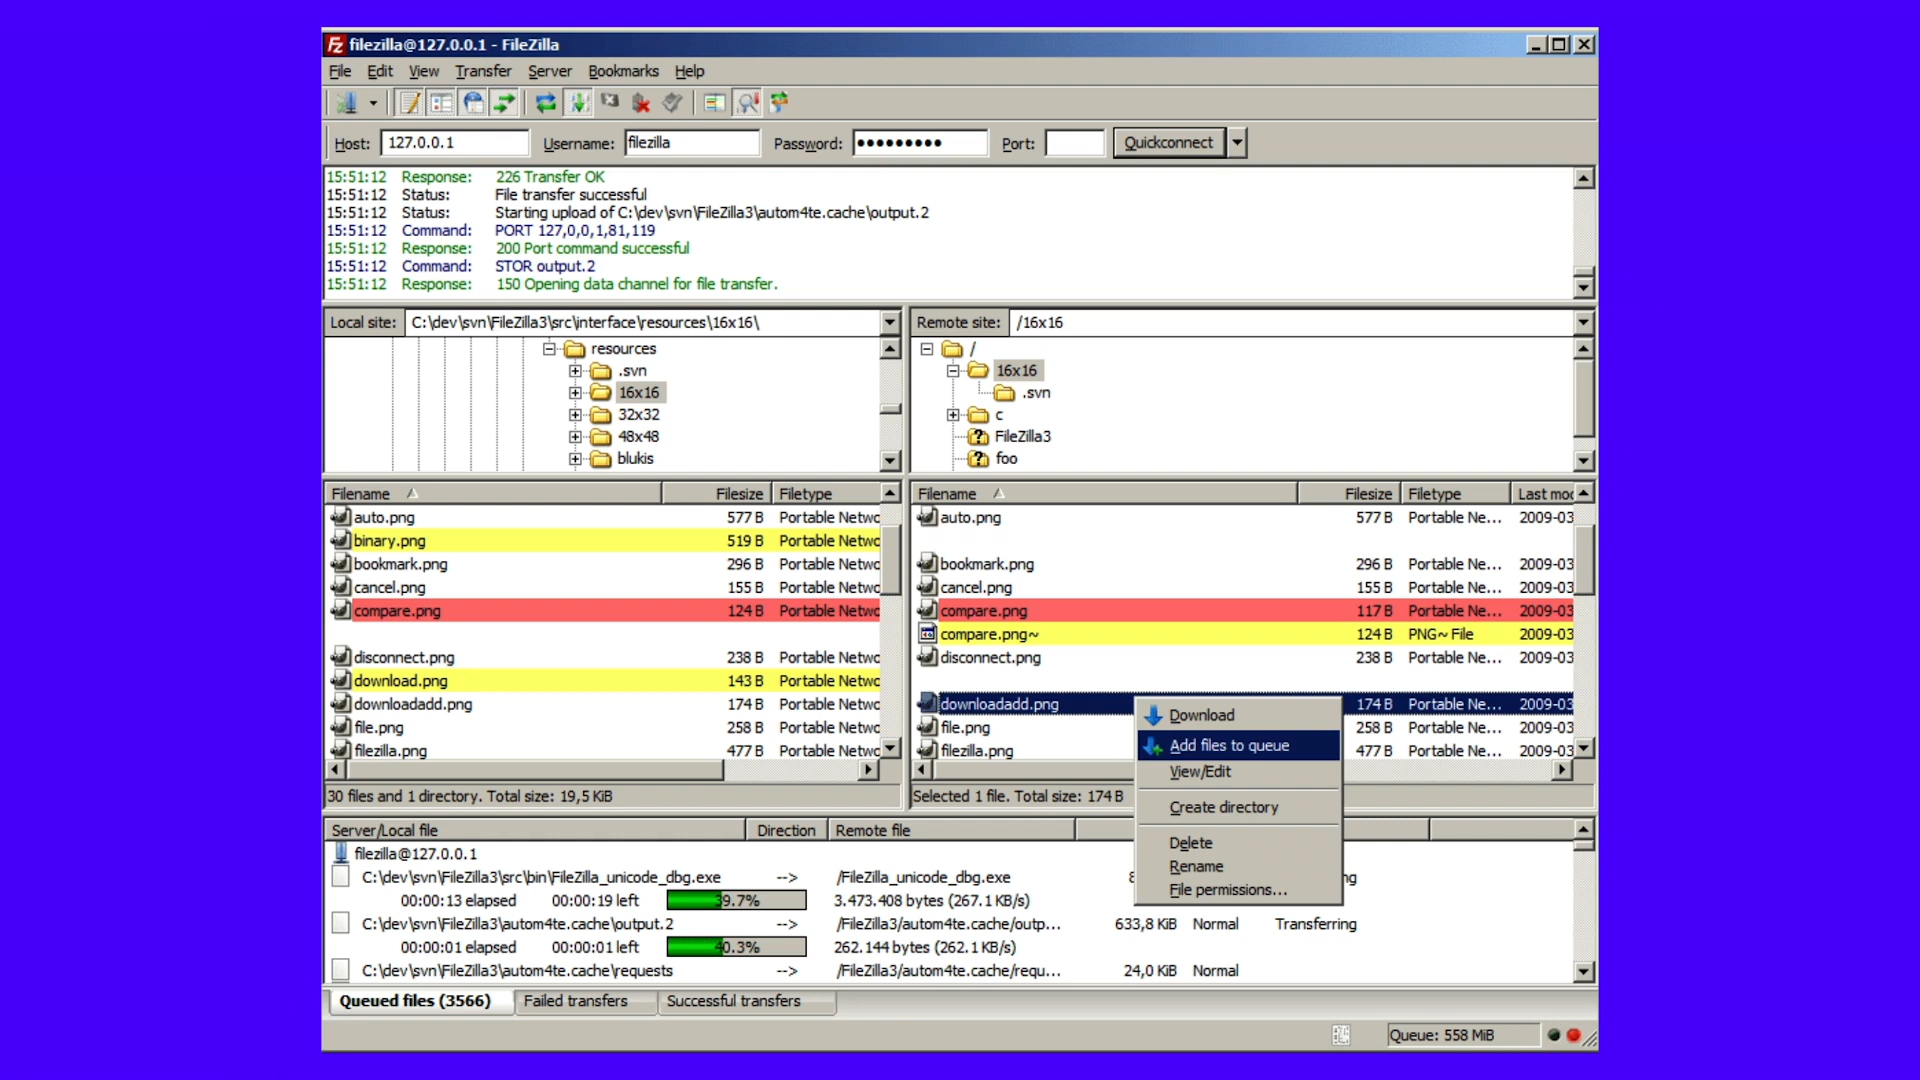 filezilla@127.0.0.1 - FileZilla
File Edit View Transfer Server Bookmarks Help
Host: 127.0.0.1 Username: filezilla Password: ●●●●●●●●● Port: Quickconnect
15:51:12 Response: 226 Transfer OK
15:51:12 Status: File transfer successful
15:51:12 Status: Starting upload of C:\dev\svn\FileZilla3\autom4te.cache\output.2
15:51:12 Command: PORT 127,0,0,1,81,119
15:51:12 Response: 200 Port command successful
15:51:12 Command: STOR output.2
15:51:12 Response: 150 Opening data channel for file transfer.
Local site: C:\dev\svn\FileZilla3\src\interface\resources\16x16\
resources
.svn
16x16
32x32
48x48
blukis
Remote site: /16x16
/
16x16
.svn
c
FileZilla3
foo
Filename Filesize Filetype
auto.png 577 B Portable Netwo
binary.png 519 B Portable Netwo
bookmark.png 296 B Portable Netwo
cancel.png 155 B Portable Netwo
compare.png 124 B Portable Netwo
disconnect.png 238 B Portable Netwo
download.png 143 B Portable Netwo
downloadadd.png 174 B Portable Netwo
file.png 258 B Portable Netwo
filezilla.png 477 B Portable Netwo
30 files and 1 directory. Total size: 19,5 KiB
Filename Filesize Filetype Last mod
auto.png 577 B Portable Ne... 2009-03
bookmark.png 296 B Portable Ne... 2009-03
cancel.png 155 B Portable Ne... 2009-03
compare.png 117 B Portable Ne... 2009-03
compare.png~ 124 B PNG~ File 2009-03
disconnect.png 238 B Portable Ne... 2009-03
downloadadd.png 174 B Portable Ne... 2009-03
file.png 258 B Portable Ne... 2009-03
filezilla.png 477 B Portable Ne... 2009-03
Selected 1 file. Total size: 174 B
Download
Add files to queue
View/Edit
Create directory
Delete
Rename
File permissions...
Server/Local file Direction Remote file
filezilla@127.0.0.1
C:\dev\svn\FileZilla3\src\bin\FileZilla_unicode_dbg.exe --> /FileZilla_unicode_dbg.exe
00:00:13 elapsed 00:00:19 left 39.7% 3.473.408 bytes (267.1 KB/s)
C:\dev\svn\FileZilla3\autom4te.cache\output.2 --> /FileZilla3/autom4te.cache/outp... 633,8 KiB Normal Transferring
00:00:01 elapsed 00:00:01 left 40.3% 262.144 bytes (262.1 KB/s)
C:\dev\svn\FileZilla3\autom4te.cache\requests --> /FileZilla3/autom4te.cache/requ... 24,0 KiB Normal
Queued files (3566) Failed transfers Successful transfers
Queue: 558 MiB